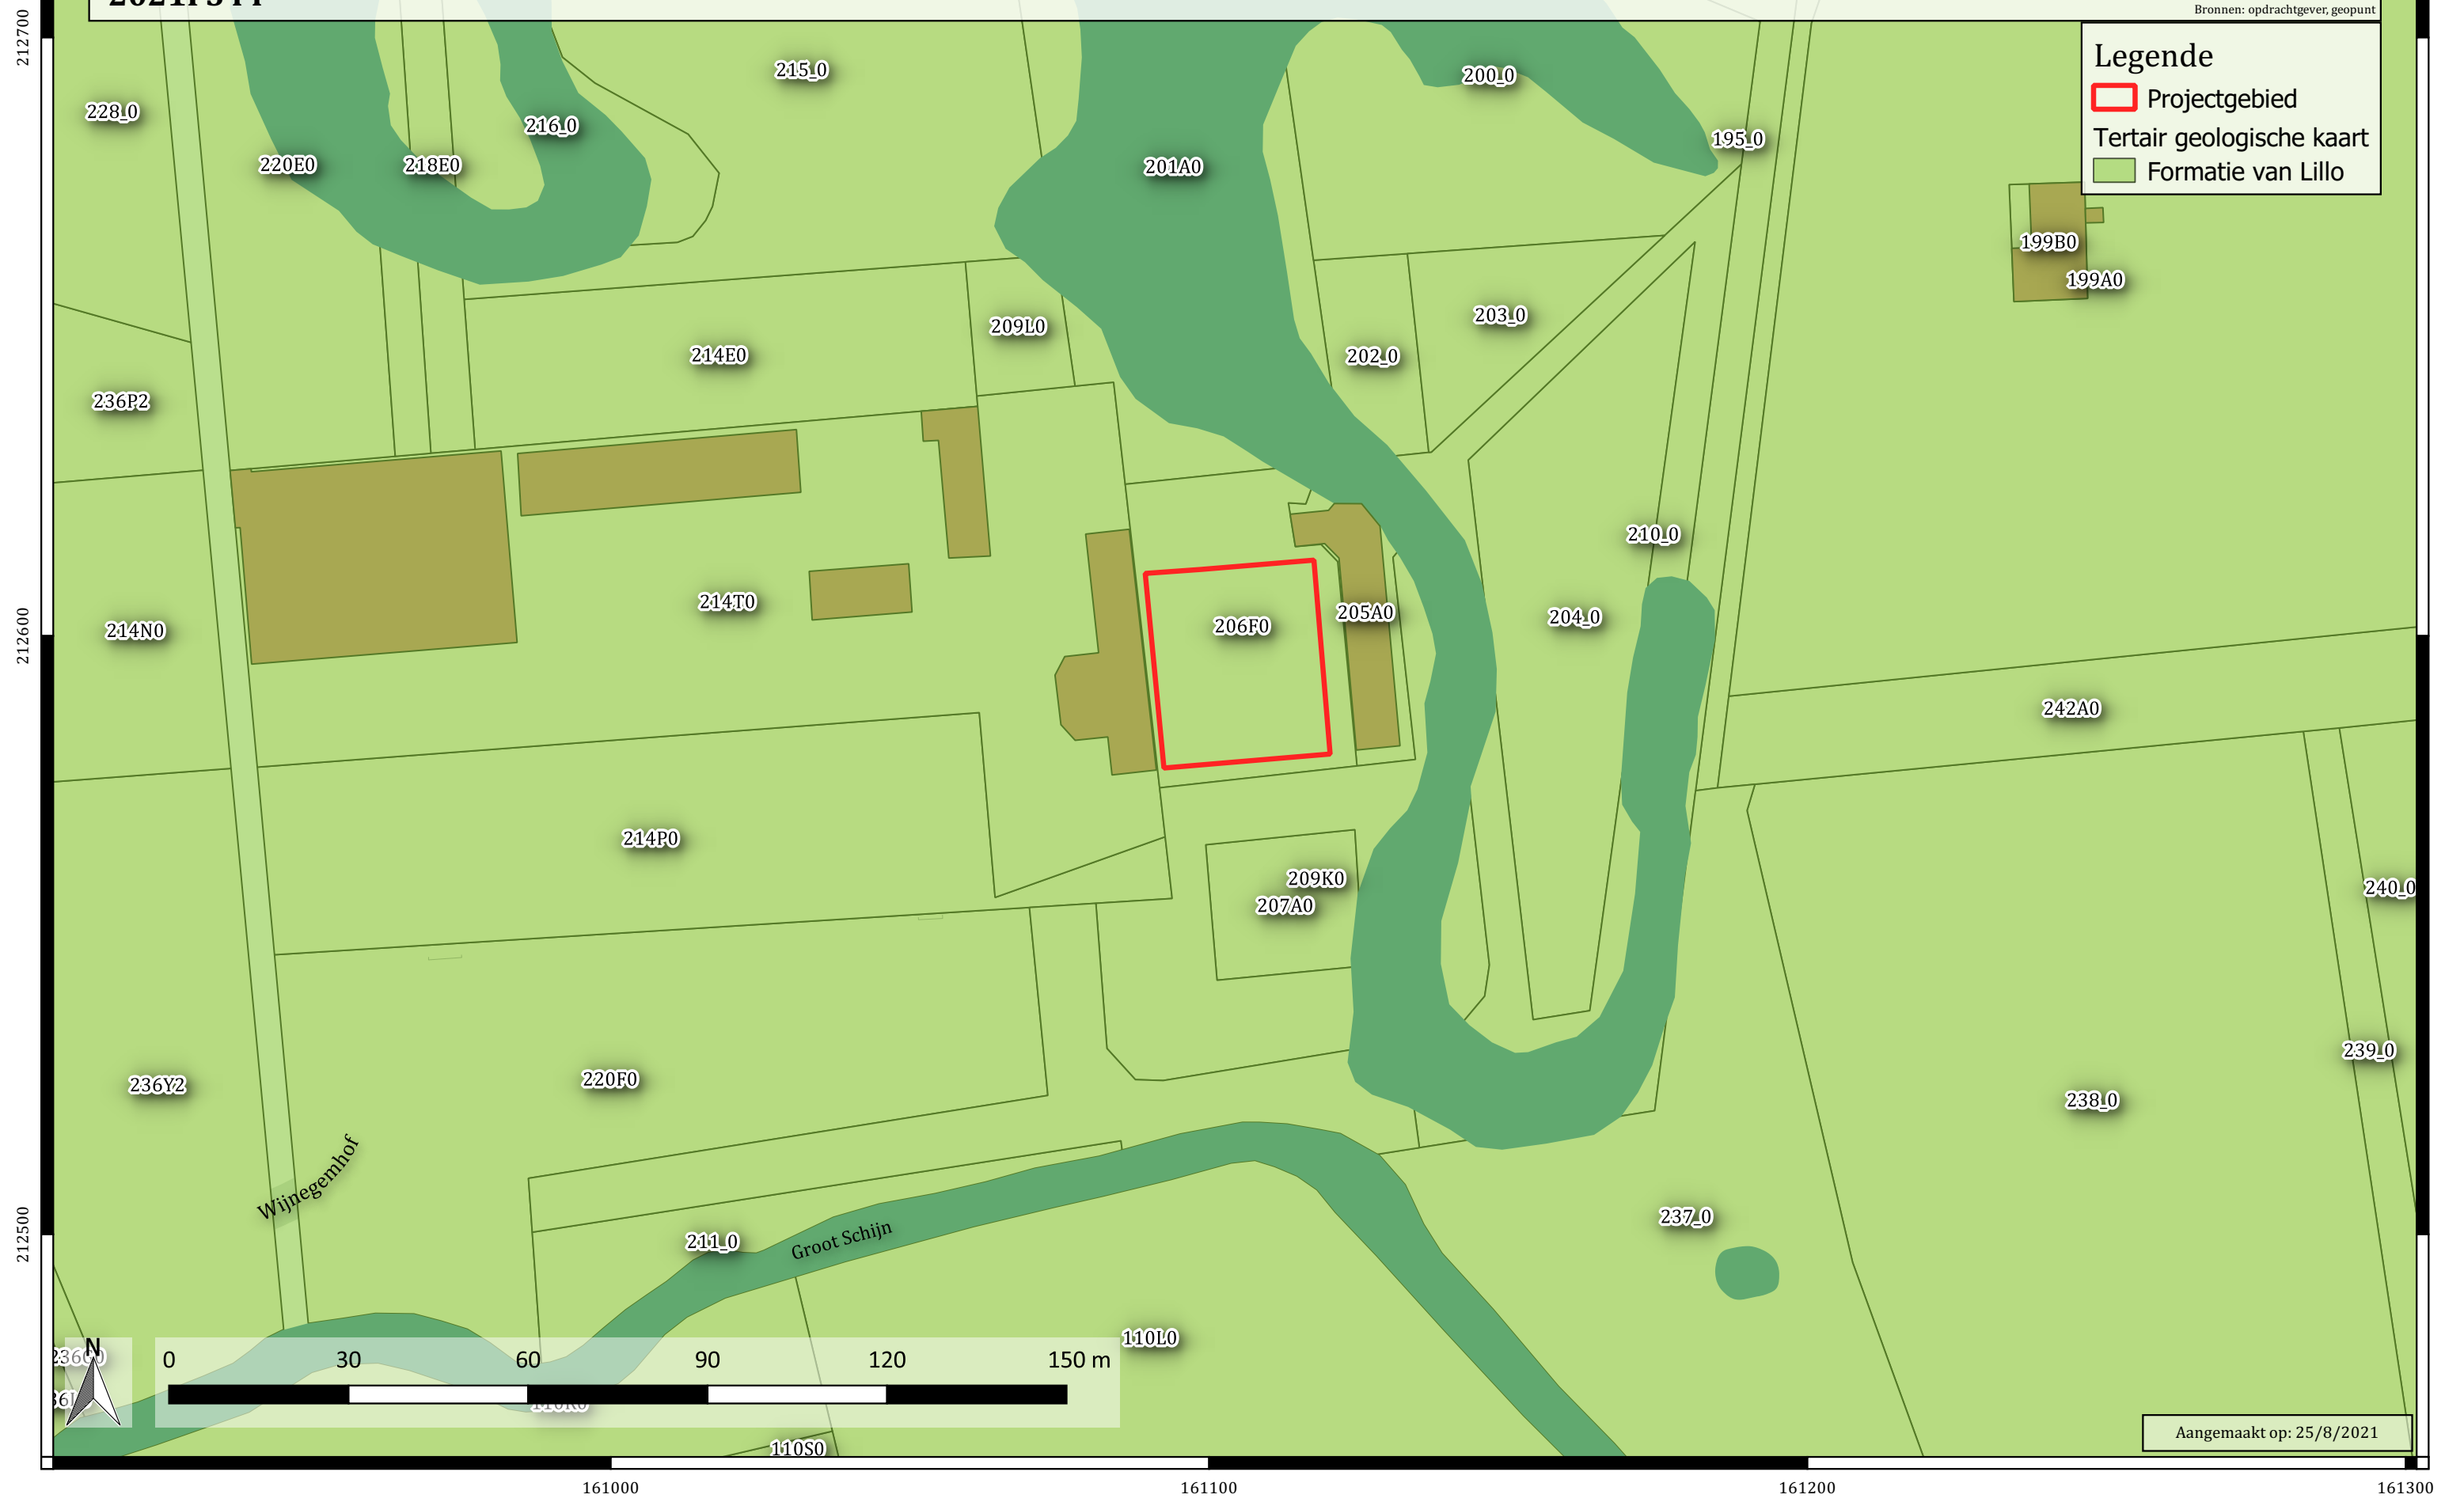 Bronnen: opdrachtgever, geopunt
Legende
Projectgebied
Tertair geologische kaart
Formatie van Lillo
212700
212600
212500
228_0
215_0
200_0
195_0
216_0
220E0
218E0
201A0
199B0
199A0
209L0
203_0
214E0
202_0
236P2
210_0
214T0
205A0
204_0
206F0
214N0
242A0
214P0
209K0
207A0
240_0
239_0
236Y2
220F0
238_0
Wijnegemhof
237_0
211_0
Groot Schijn
110L0
N
0 30 60 90 120 150 m
110S0
Aangemaakt op: 25/8/2021
161000 161100 161200 161300